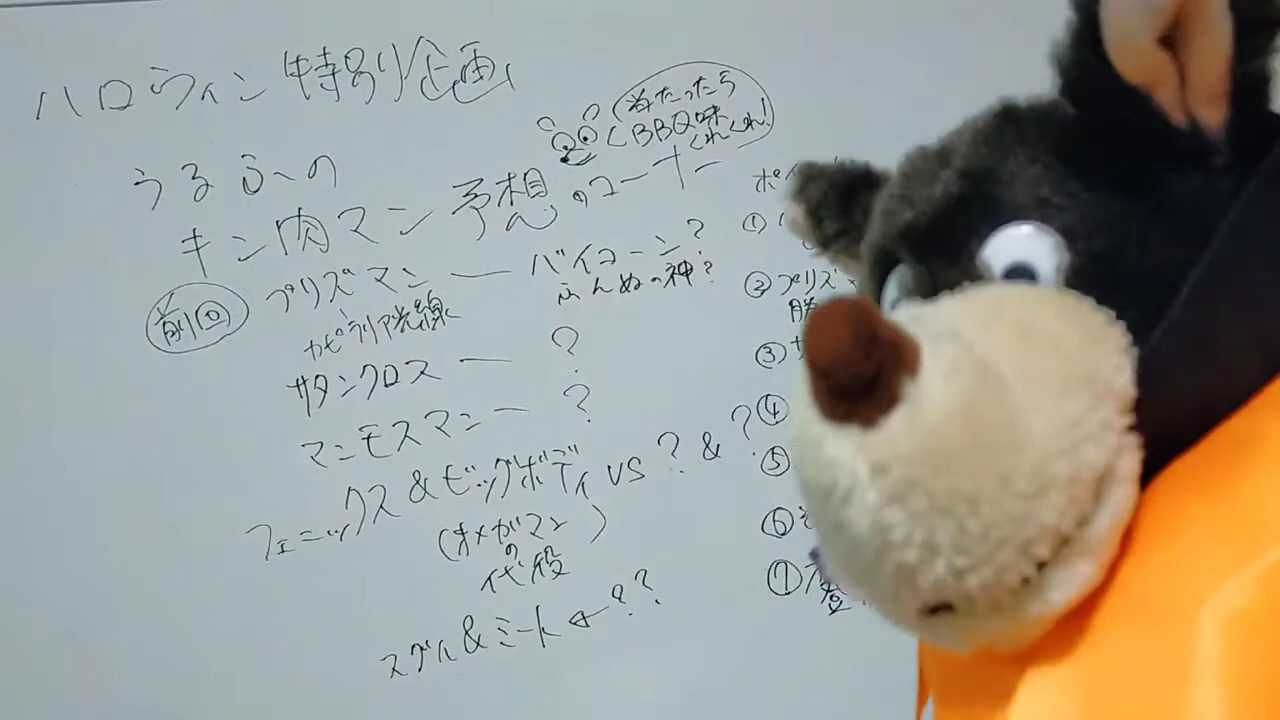 ハロウィン特別企画
当たったら
BBQ味
くれくれ!
うるふの
キン肉マン予想のコーナー
前回
プリズマン ― バイコーン?
ふんぬの神?
カピラリア光線
サタンクロス ― ?
マンモスマン ― ?
フェニックス&ビッグボディ VS ? & ?
(オメガマン)
の
代役
スグル&ミート ← ??
ポイ
①
② プリズ
勝
③ サ
④
⑤
⑥ そ
⑦
登